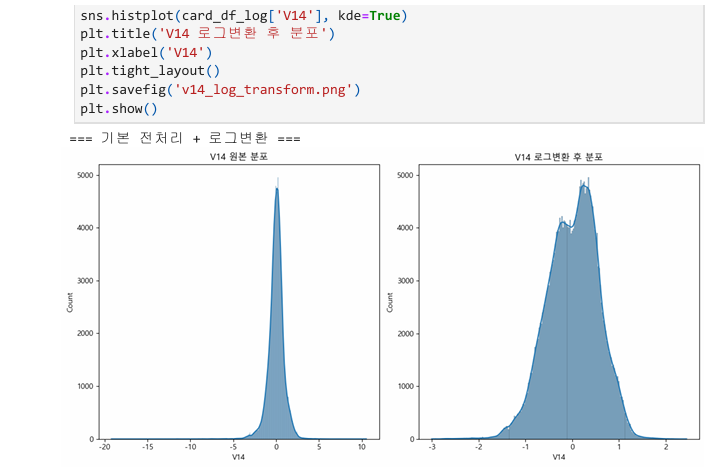 sns.histplot(card_df_log['V14'], kde=True)
plt.title('V14 로그변환 후 분포')
plt.xlabel('V14')
plt.tight_layout()
plt.savefig('v14_log_transform.png')
plt.show()
=== 기본 전처리 + 로그변환 ===
V14 원본 분포
5000
4000
3000
2000
1000
0
Count
-20
-15
-10
-5
0
5
10
V14
V14 로그변환 후 분포
5000
4000
3000
2000
1000
0
Count
-3
-2
-1
0
1
2
V14